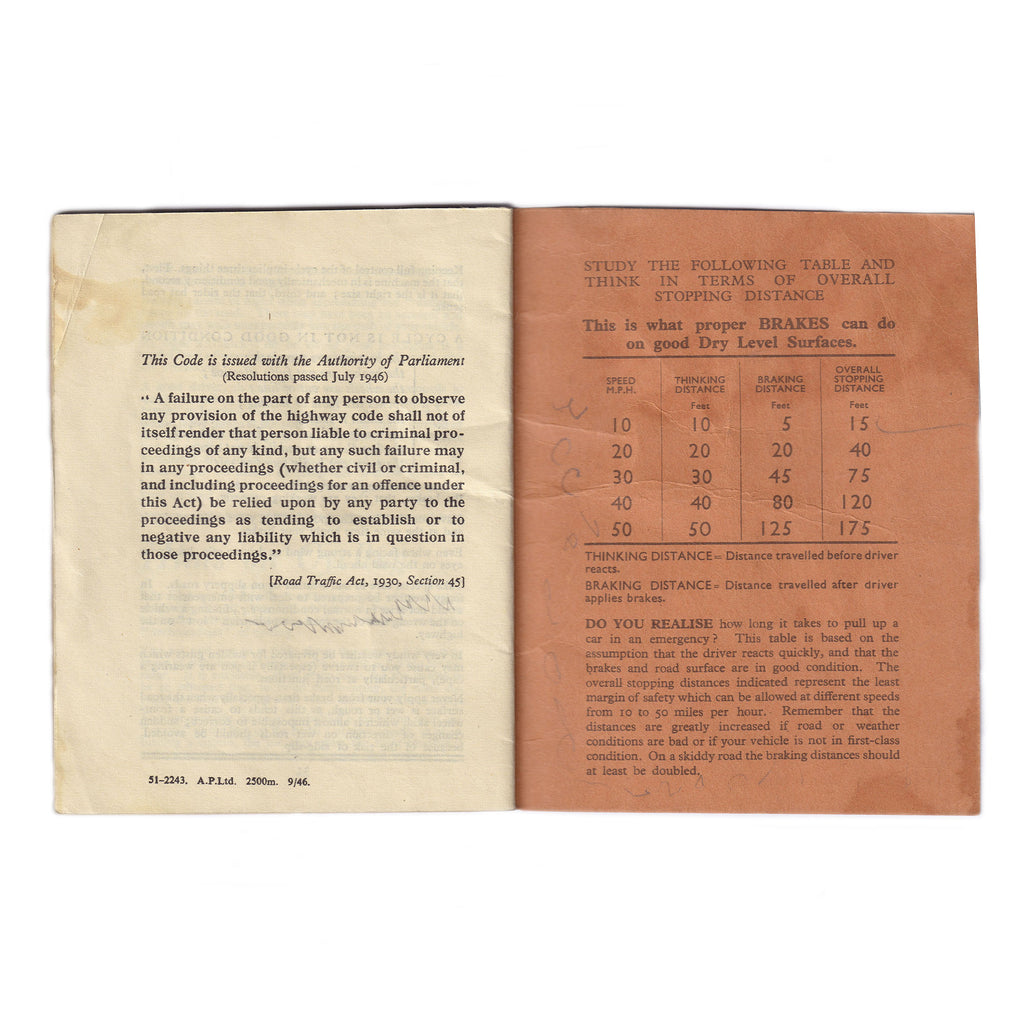 This Code is issued with the Authority of Parliament
(Resolutions passed July 1946)
“ A failure on the part of any person to observe
any provision of the highway code shall not of
itself render that person liable to criminal pro-
ceedings of any kind, but any such failure may
in any proceedings (whether civil or criminal,
and including proceedings for an offence under
this Act) be relied upon by any party to the
proceedings as tending to establish or to
negative any liability which is in question in
those proceedings.”
[Road Traffic Act, 1930, Section 45]
51-2243. A.P.Ltd. 2500m. 9/46.
STUDY THE FOLLOWING TABLE AND
THINK IN TERMS OF OVERALL
STOPPING DISTANCE
This is what proper BRAKES can do
on good Dry Level Surfaces.
SPEED M.P.H. THINKING DISTANCE BRAKING DISTANCE OVERALL STOPPING DISTANCE
Feet Feet Feet
10 10 5 15
20 20 20 40
30 30 45 75
40 40 80 120
50 50 125 175
THINKING DISTANCE = Distance travelled before driver
reacts.
BRAKING DISTANCE = Distance travelled after driver
applies brakes.
DO YOU REALISE how long it takes to pull up a
car in an emergency? This table is based on the
assumption that the driver reacts quickly, and that the
brakes and road surface are in good condition. The
overall stopping distances indicated represent the least
margin of safety which can be allowed at different speeds
from 10 to 50 miles per hour. Remember that the
distances are greatly increased if road or weather
conditions are bad or if your vehicle is not in first-class
condition. On a skiddy road the braking distances should
at least be doubled.